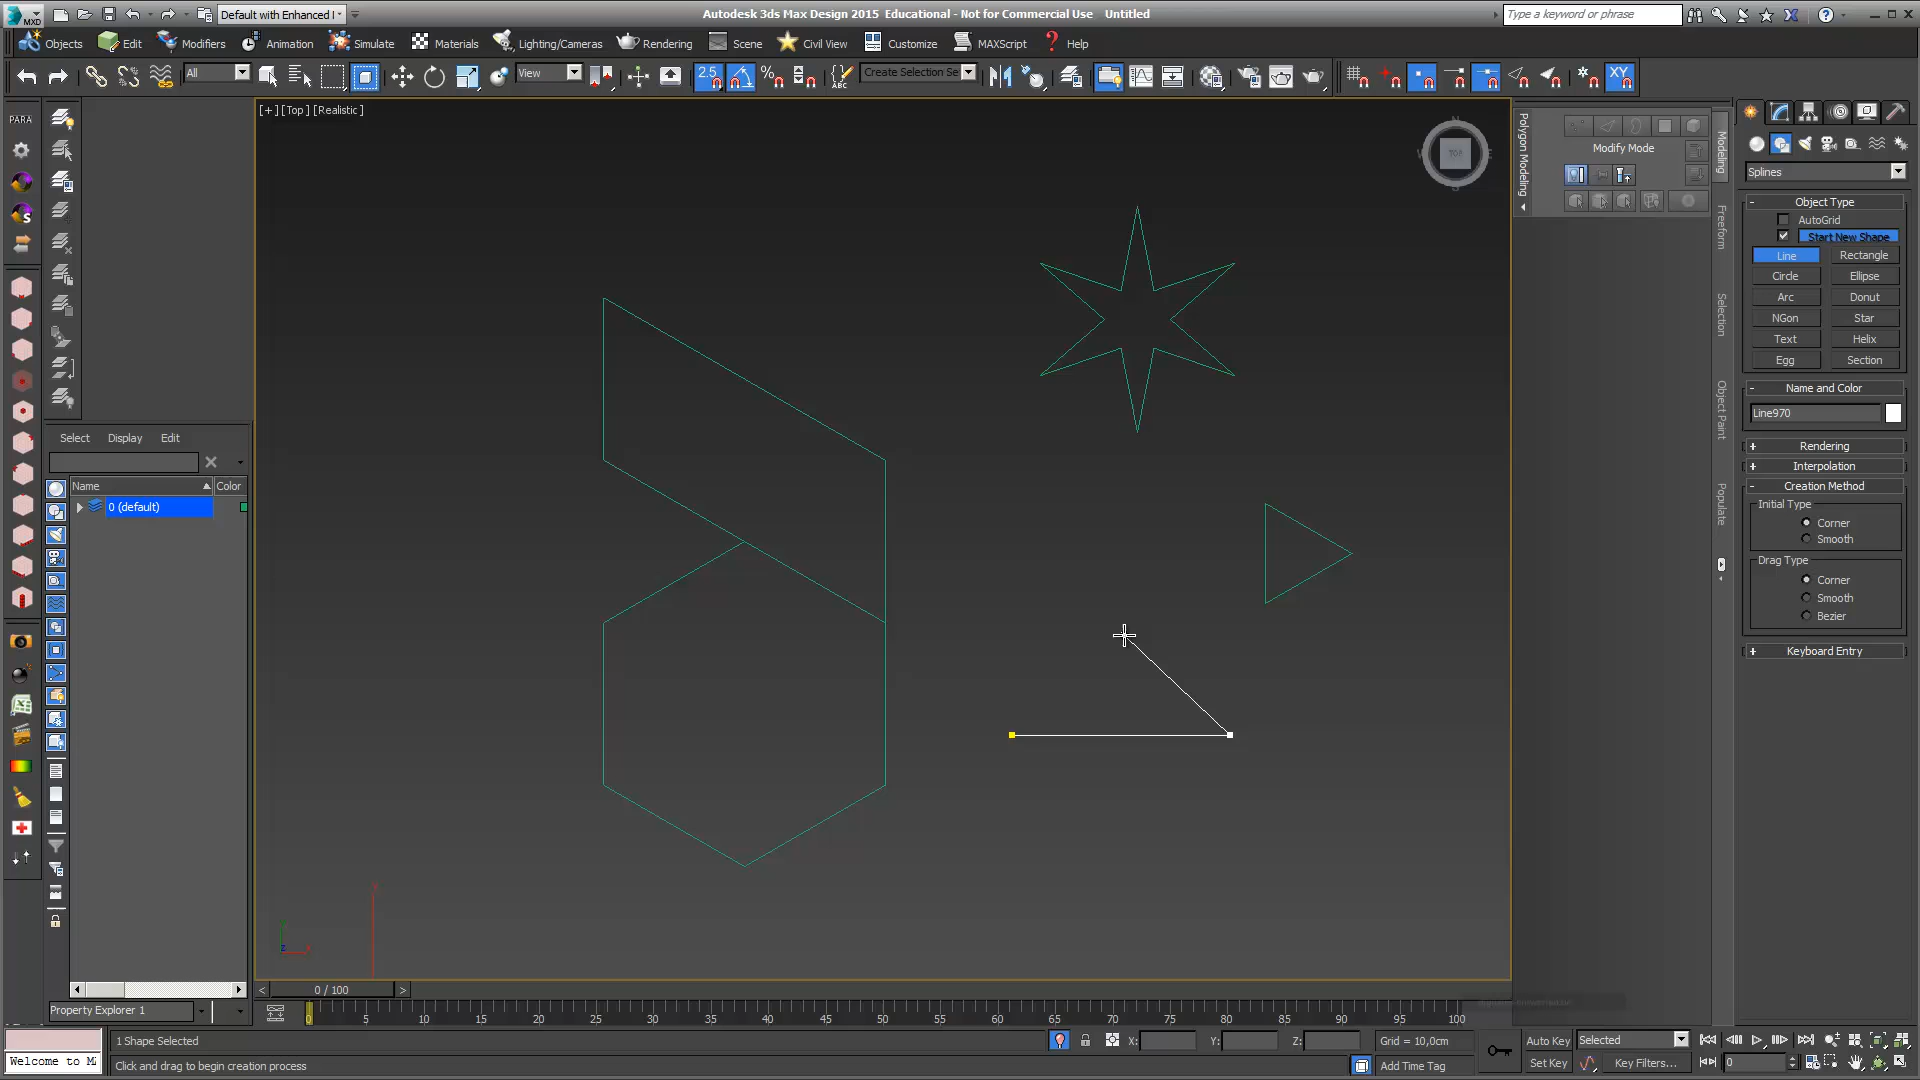 MXD
Default with Enhanced
Autodesk 3ds Max Design 2015 Educational - Not for Commercial Use Untitled
Type a keyword or phrase
Objects Edit Modifiers Animation Simulate Materials Lighting/Cameras Rendering Scene Civil View Customize MAXScript Help
All
View
2.5
ABC
Create Selection Se
XY
PARA
[+][Top][Realistic]
N
W
TOP
E
S
Polygon Modeling
Modify Mode
Modeling
Freeform
Selection
Object Paint
Populate
Splines
- Object Type
AutoGrid
Start New Shape
Line Rectangle
Circle Ellipse
Arc Donut
NGon Star
Text Helix
Egg Section
- Name and Color
Line970
+ Rendering
+ Interpolation
- Creation Method
Initial Type
Corner
Smooth
Drag Type
Corner
Smooth
Bezier
+ Keyboard Entry
Select Display Edit
Name Color
0 (default)
Property Explorer 1
< 0 / 100 >
0 5 10 15 20 25 30 35 40 45 50 55 60 65 70 75 80 85 90 95 100
1 Shape Selected
X: Y: Z: Grid = 10,0cm
Auto Key Selected
Welcome to M
Click and drag to begin creation process
Add Time Tag
Set Key Key Filters...
0